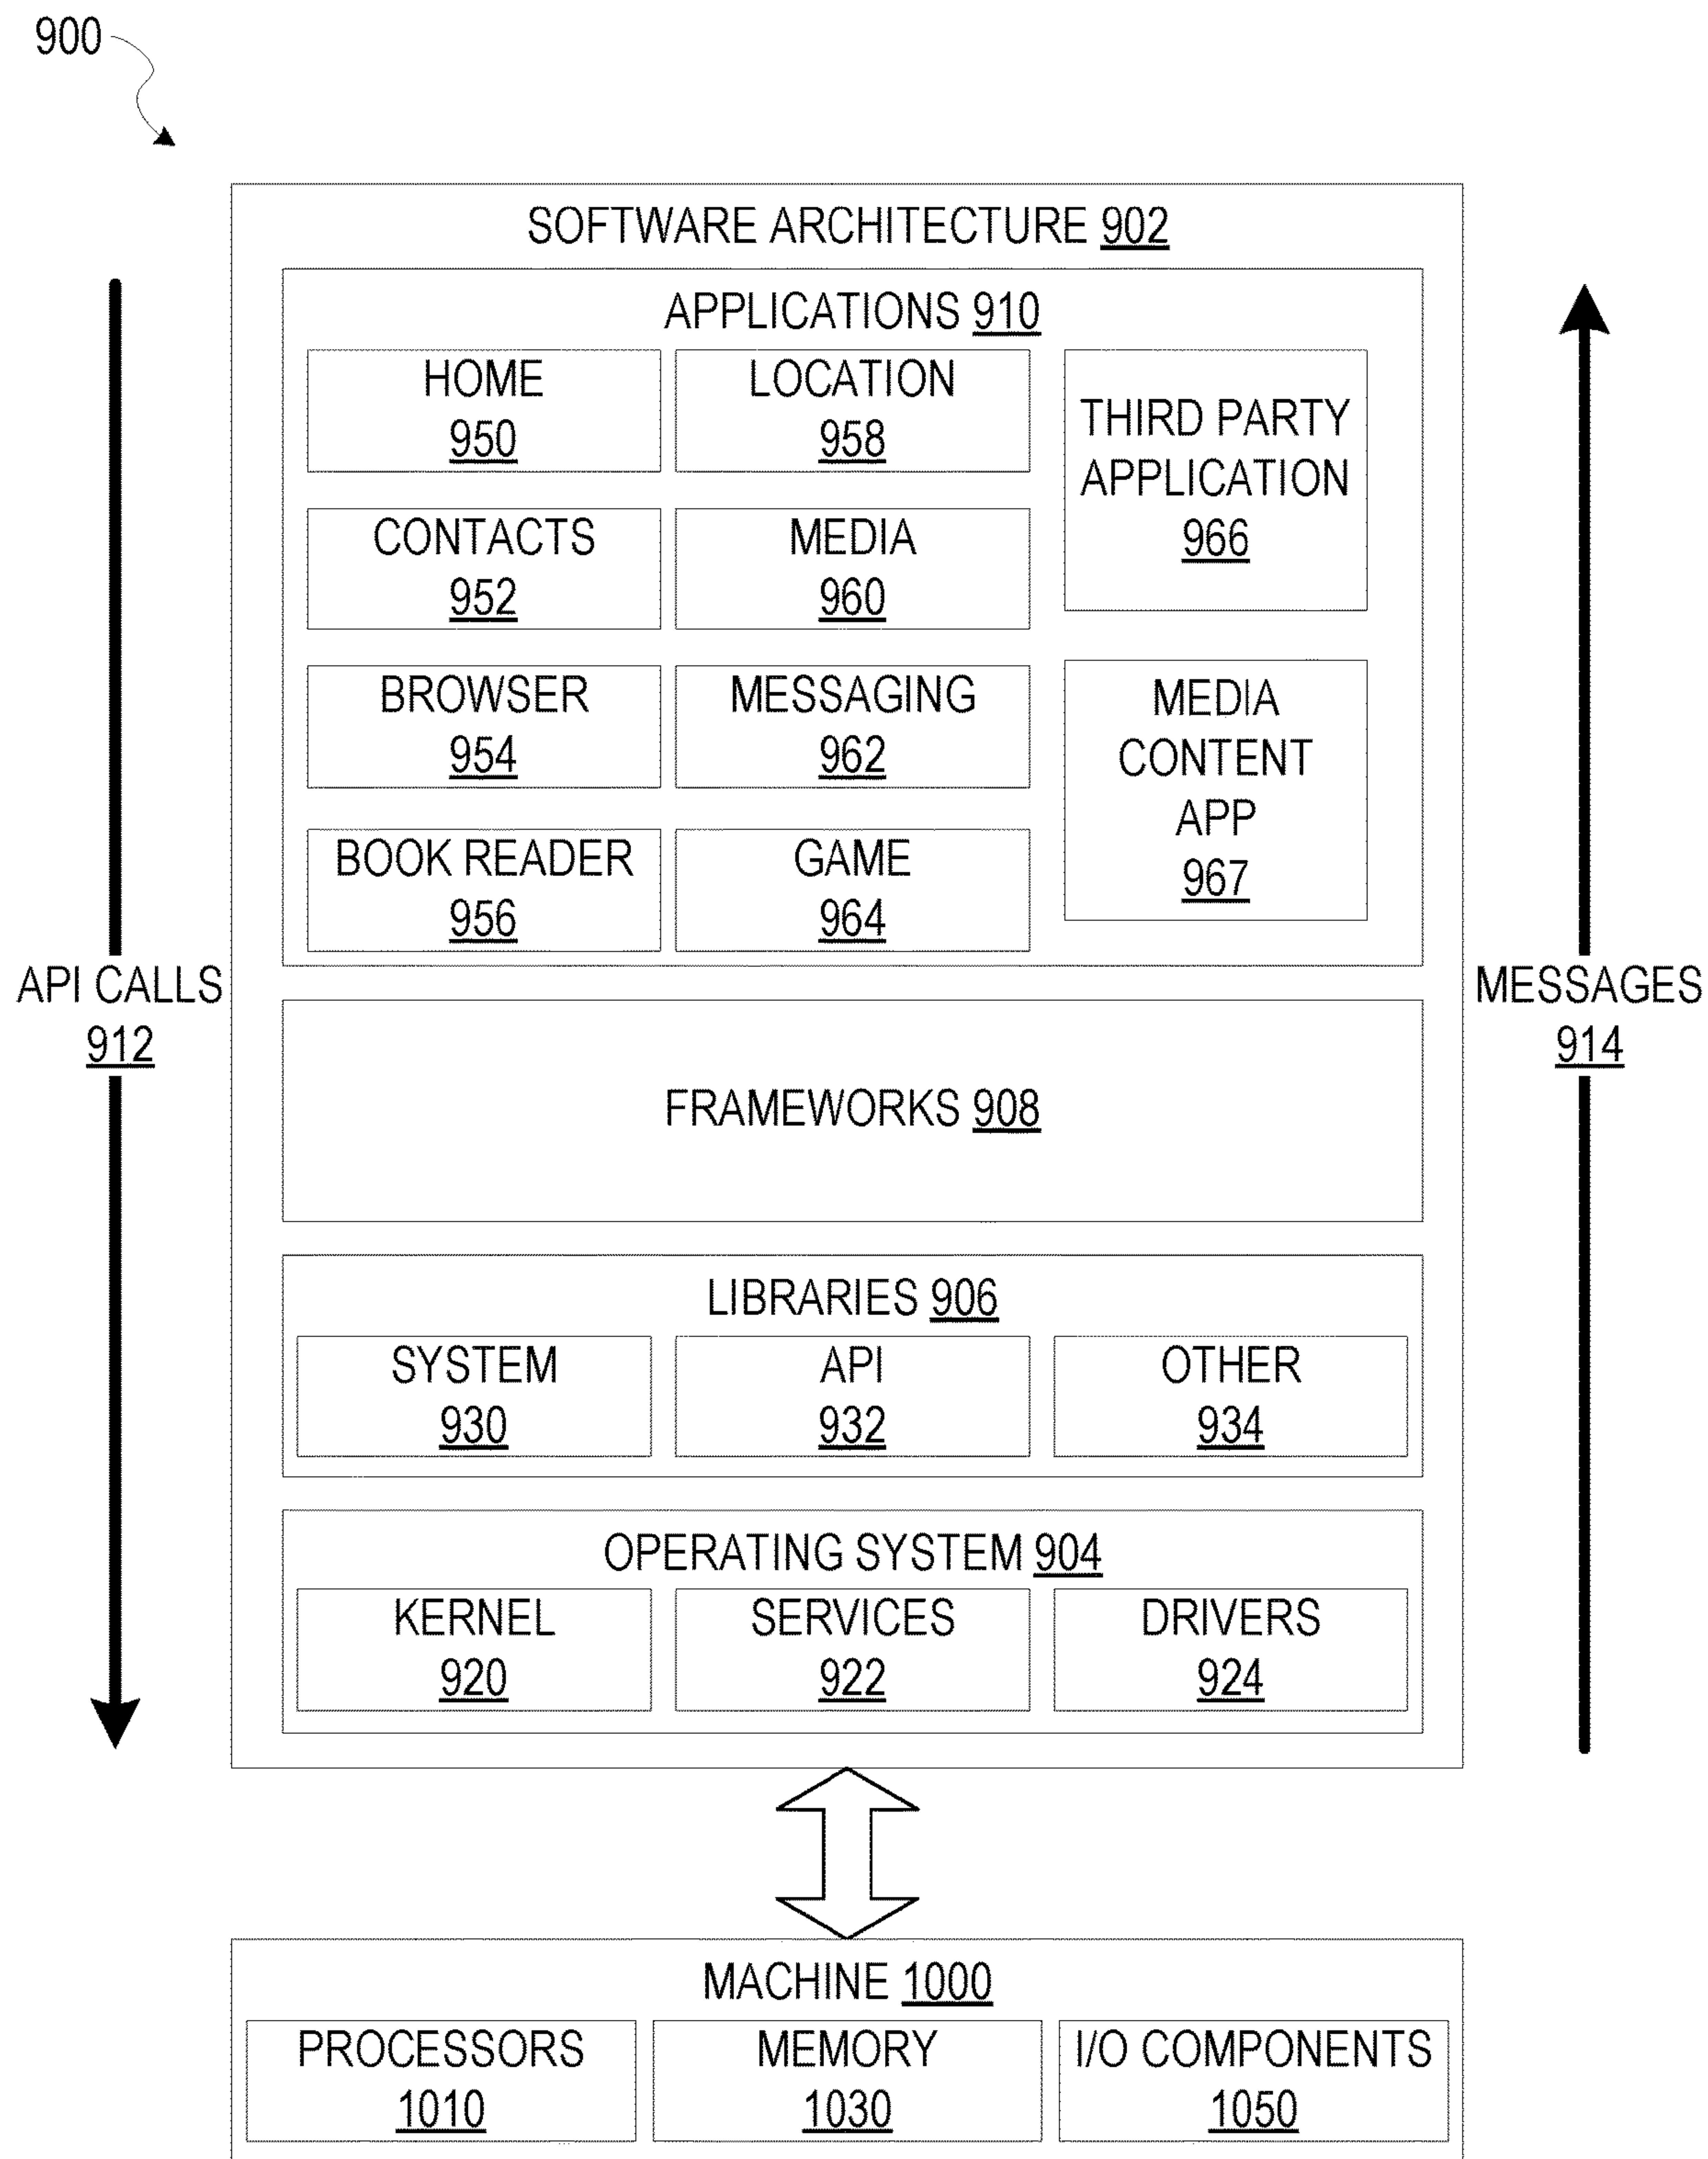 900
SOFTWARE ARCHITECTURE 902
APPLICATIONS 910
HOME
950
LOCATION
958
THIRD PARTY
APPLICATION
966
CONTACTS
952
MEDIA
960
BROWSER
954
MESSAGING
962
MEDIA
CONTENT
APP
967
BOOK READER
956
GAME
964
API CALLS
912
MESSAGES
914
FRAMEWORKS 908
LIBRARIES 906
SYSTEM
930
API
932
OTHER
934
OPERATING SYSTEM 904
KERNEL
920
SERVICES
922
DRIVERS
924
MACHINE 1000
PROCESSORS
1010
MEMORY
1030
I/O COMPONENTS
1050